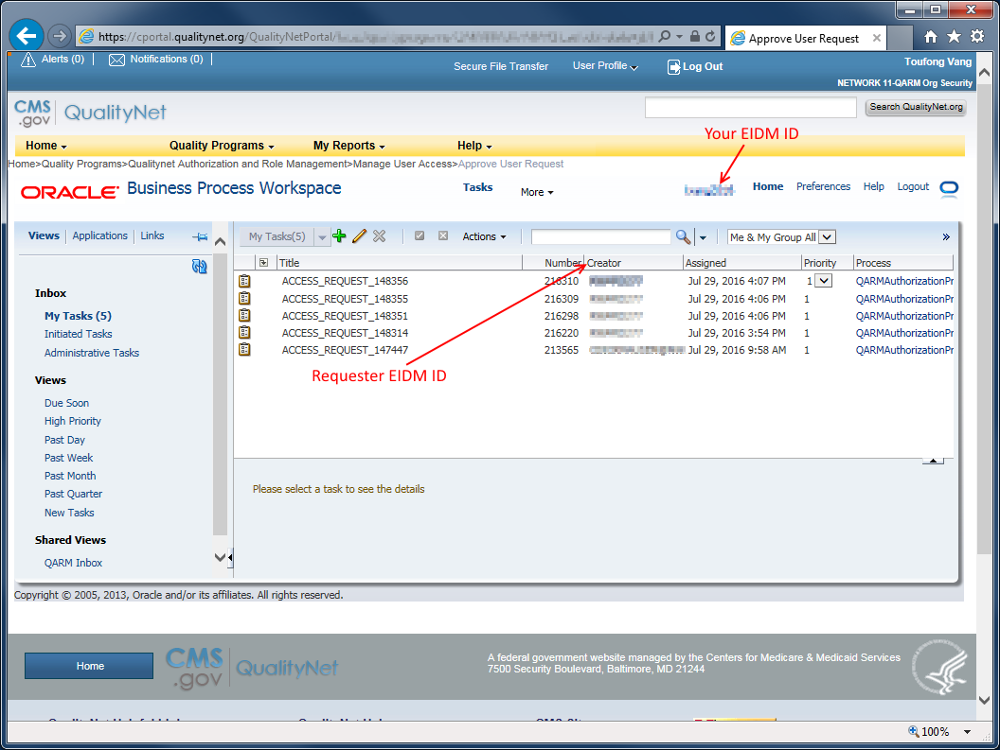 https://cportal.qualitynet.org/QualityNetPortal/
Approve User Request
Alerts (0)
Notifications (0)
Secure File Transfer
User Profile
Log Out
Toufong Vang
NETWORK 11-QARM Org Security
CMS.gov
QualityNet
Search QualityNet.org
Your EIDM ID
Home
Quality Programs
My Reports
Help
Home>Quality Programs>Qualitynet Authorization and Role Management>Manage User Access>Approve User Request
ORACLE Business Process Workspace
Tasks
More
Home
Preferences
Help
Logout
Views
Applications
Links
My Tasks(5)
Actions
Me & My Group All
»
Title
Number
Creator
Assigned
Priority
Process
ACCESS_REQUEST_148356 216310 Jul 29, 2016 4:07 PM 1 QARMAuthorizationPr
ACCESS_REQUEST_148355 216309 Jul 29, 2016 4:06 PM 1 QARMAuthorizationPr
ACCESS_REQUEST_148351 216298 Jul 29, 2016 4:06 PM 1 QARMAuthorizationPr
ACCESS_REQUEST_148314 216220 Jul 29, 2016 3:54 PM 1 QARMAuthorizationPr
ACCESS_REQUEST_147447 213565 Jul 29, 2016 9:58 AM 1 QARMAuthorizationPr
Requester EIDM ID
Inbox
My Tasks (5)
Initiated Tasks
Administrative Tasks
Views
Due Soon
High Priority
Past Day
Past Week
Past Month
Past Quarter
New Tasks
Shared Views
QARM Inbox
Please select a task to see the details
Copyright © 2005, 2013, Oracle and/or its affiliates. All rights reserved.
Home
CMS.gov
QualityNet
A federal government website managed by the Centers for Medicare & Medicaid Services
7500 Security Boulevard, Baltimore, MD 21244
100%